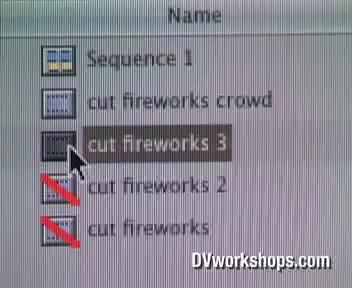 Name
Sequence 1
cut fireworks crowd
cut fireworks 3
cut fireworks 2
cut fireworks
DVworkshops.com